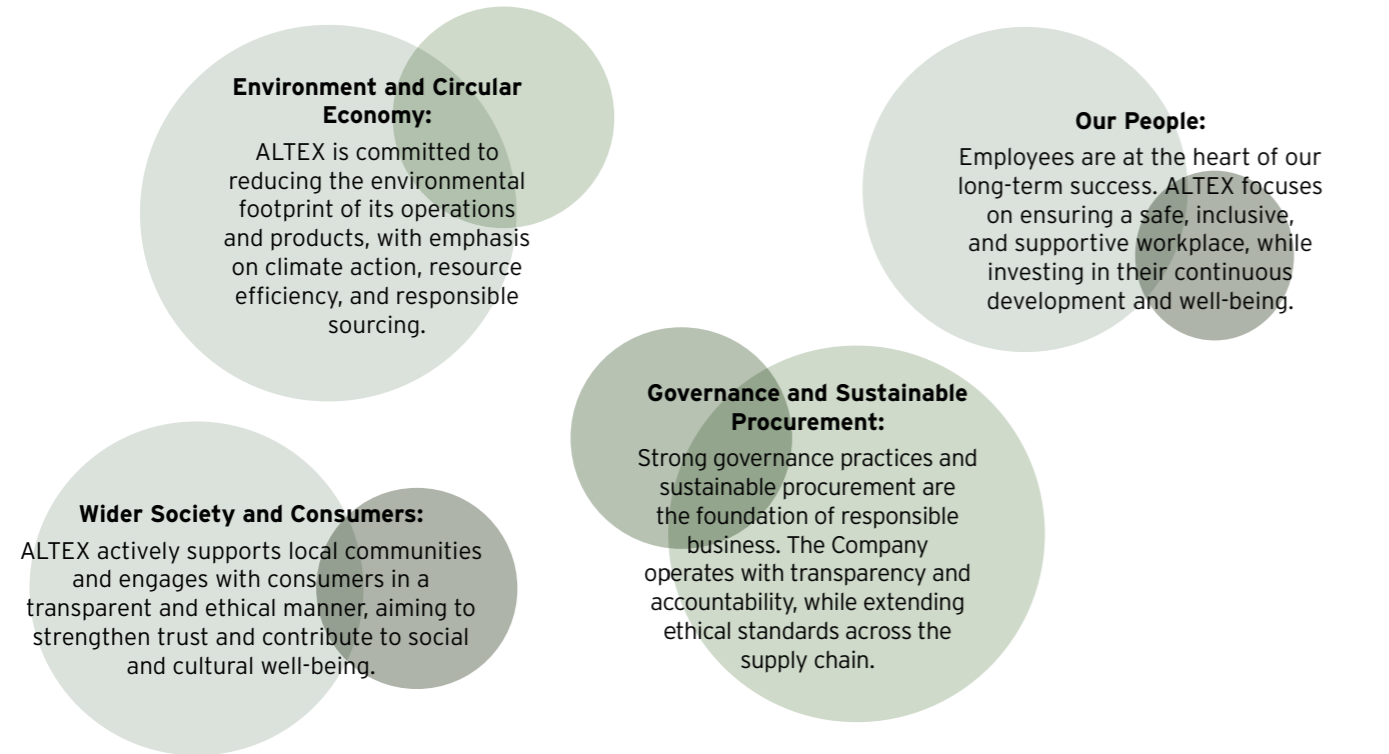 Environment and Circular
Economy:
ALTEX is committed to
reducing the environmental
footprint of its operations
and products, with emphasis
on climate action, resource
efficiency, and responsible
sourcing.
Our People:
Employees are at the heart of our
long-term success. ALTEX focuses
on ensuring a safe, inclusive,
and supportive workplace, while
investing in their continuous
development and well-being.
Governance and Sustainable
Procurement:
Strong governance practices and
sustainable procurement are
the foundation of responsible
business. The Company
operates with transparency and
accountability, while extending
ethical standards across the
supply chain.
Wider Society and Consumers:
ALTEX actively supports local communities
and engages with consumers in a
transparent and ethical manner, aiming to
strengthen trust and contribute to social
and cultural well-being.